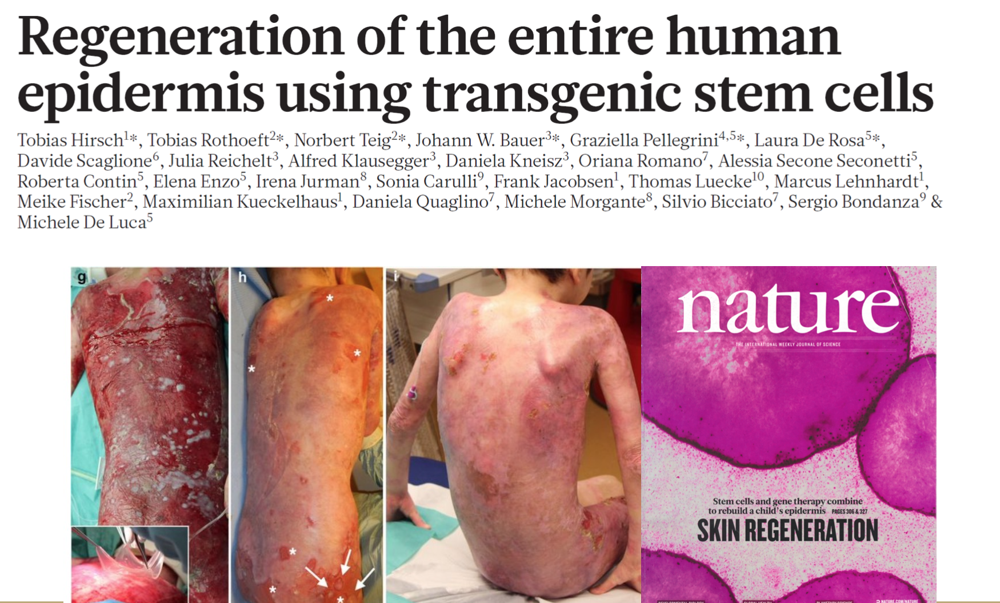 Regeneration of the entire human
epidermis using transgenic stem cells
Tobias Hirsch1*, Tobias Rothoeft2*, Norbert Teig2*, Johann W. Bauer3*, Graziella Pellegrini4,5*, Laura De Rosa5*,
Davide Scaglione6, Julia Reichelt3, Alfred Klausegger3, Daniela Kneisz3, Oriana Romano7, Alessia Secone Seconetti5,
Roberta Contin5, Elena Enzo5, Irena Jurman8, Sonia Carulli9, Frank Jacobsen1, Thomas Luecke10, Marcus Lehnhardt1,
Meike Fischer2, Maximilian Kueckelhaus1, Daniela Quaglino7, Michele Morgante8, Silvio Bicciato7, Sergio Bondanza9 &
Michele De Luca5
g
h
i
nature
THE INTERNATIONAL WEEKLY JOURNAL OF SCIENCE
Stem cells and gene therapy combine
to rebuild a child's epidermis PAGES 306 & 327
SKIN REGENERATION
NATURE.COM/NATURE